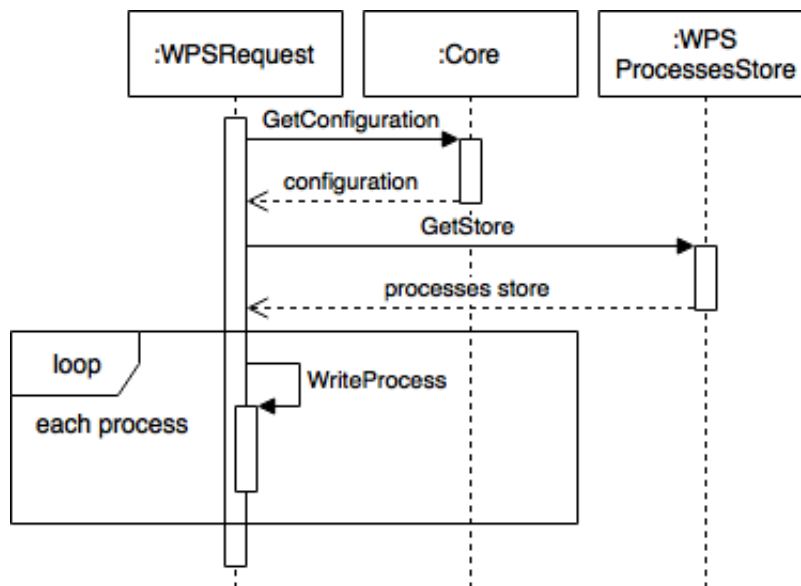 :WPSRequest
:Core
:WPS
ProcessesStore
GetConfiguration
configuration
GetStore
processes store
loop
WriteProcess
each process